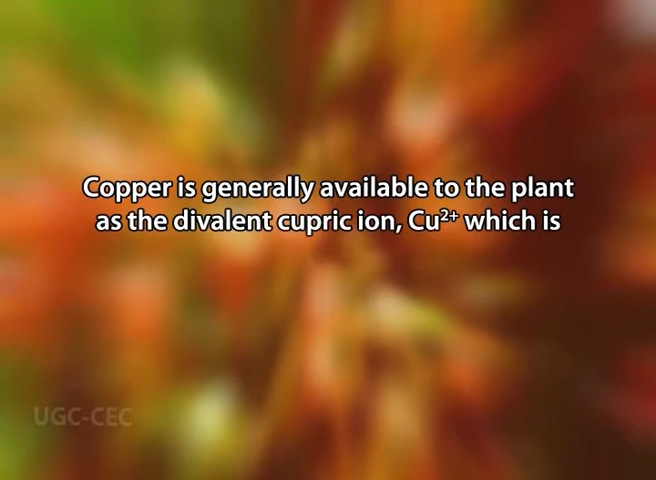 Copper is generally available to the plant
as the divalent cupric ion, Cu²⁺ which is
UGC-CEC